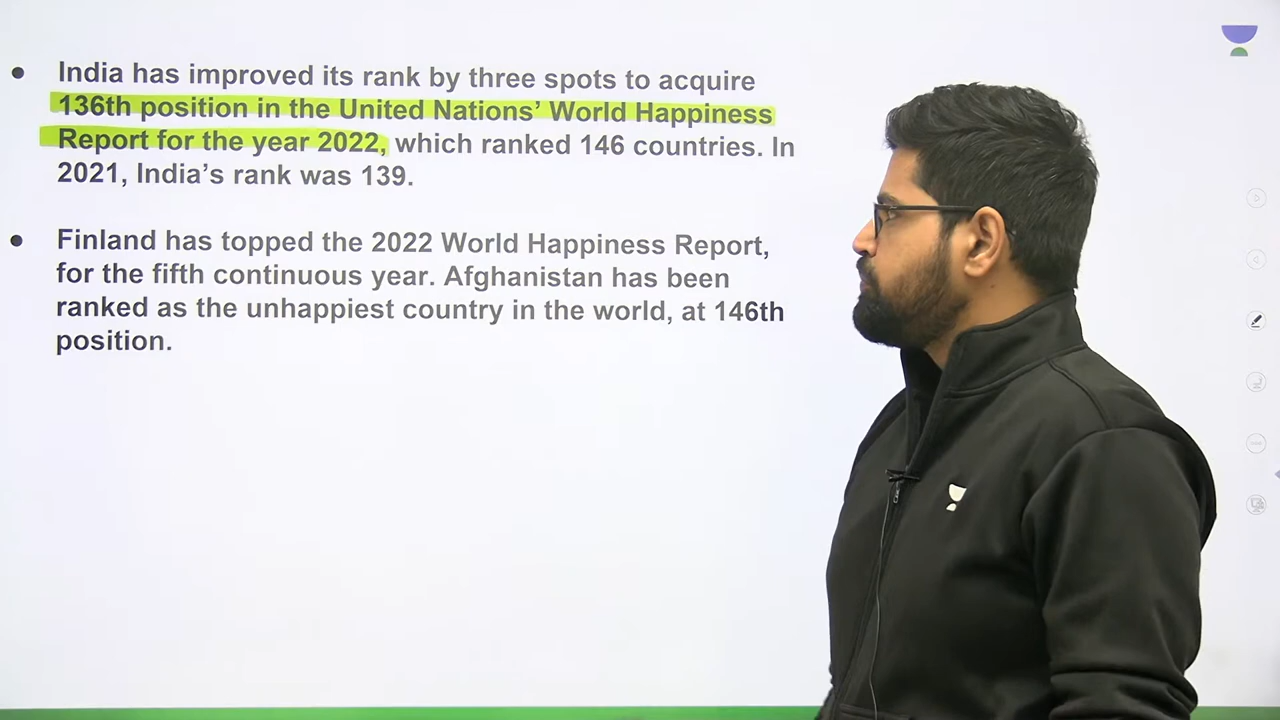 India has improved its rank by three spots to acquire
136th position in the United Nations’ World Happiness
Report for the year 2022, which ranked 146 countries. In
2021, India’s rank was 139.
Finland has topped the 2022 World Happiness Report,
for the fifth continuous year. Afghanistan has been
ranked as the unhappiest country in the world, at 146th
position.